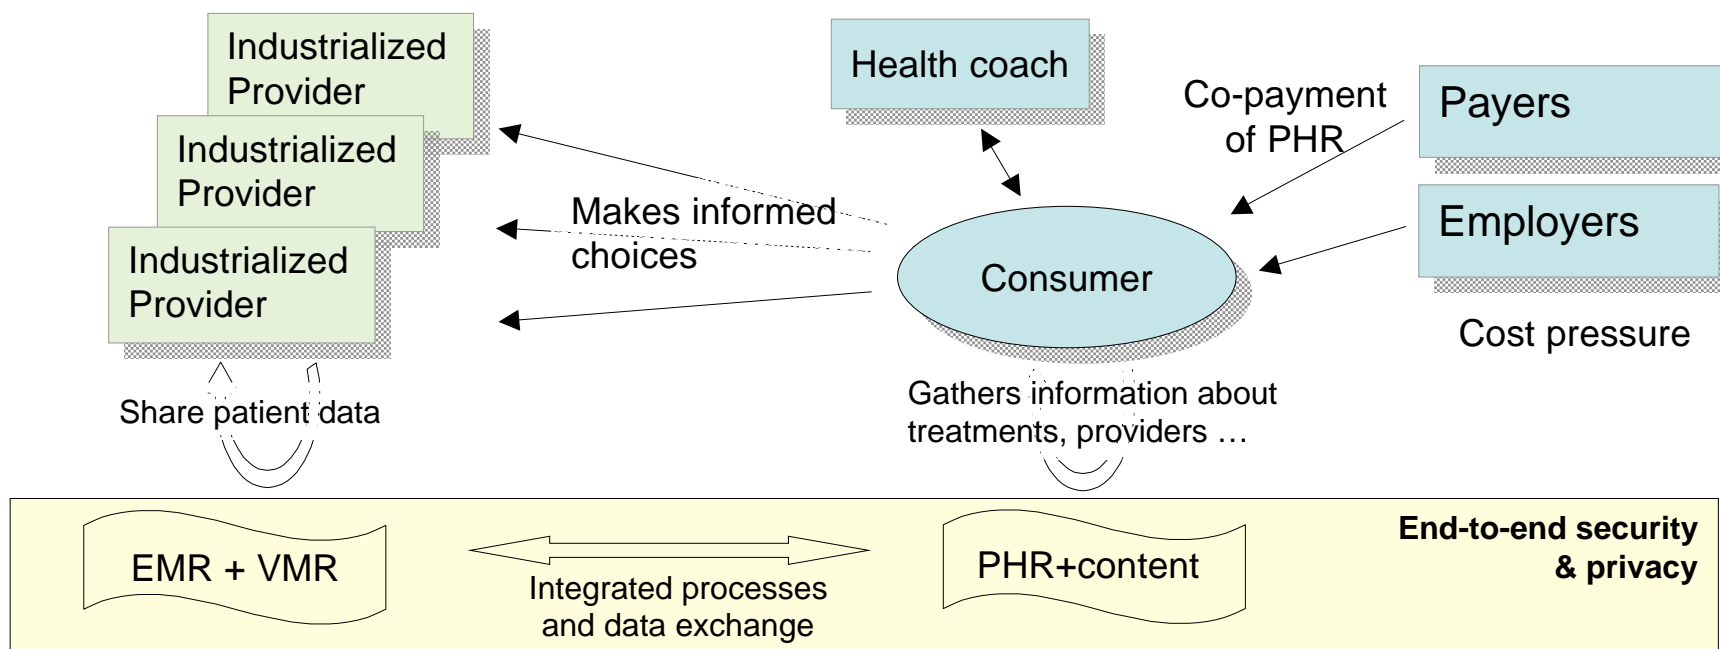 Industrialized
Provider
Industrialized
Provider
Industrialized
Provider
Share patient data
Makes informed
choices
Health coach
Consumer
Gathers information about
treatments, providers …
Co-payment
of PHR
Payers
Employers
Cost pressure
EMR + VMR
Integrated processes
and data exchange
PHR+content
End-to-end security
& privacy